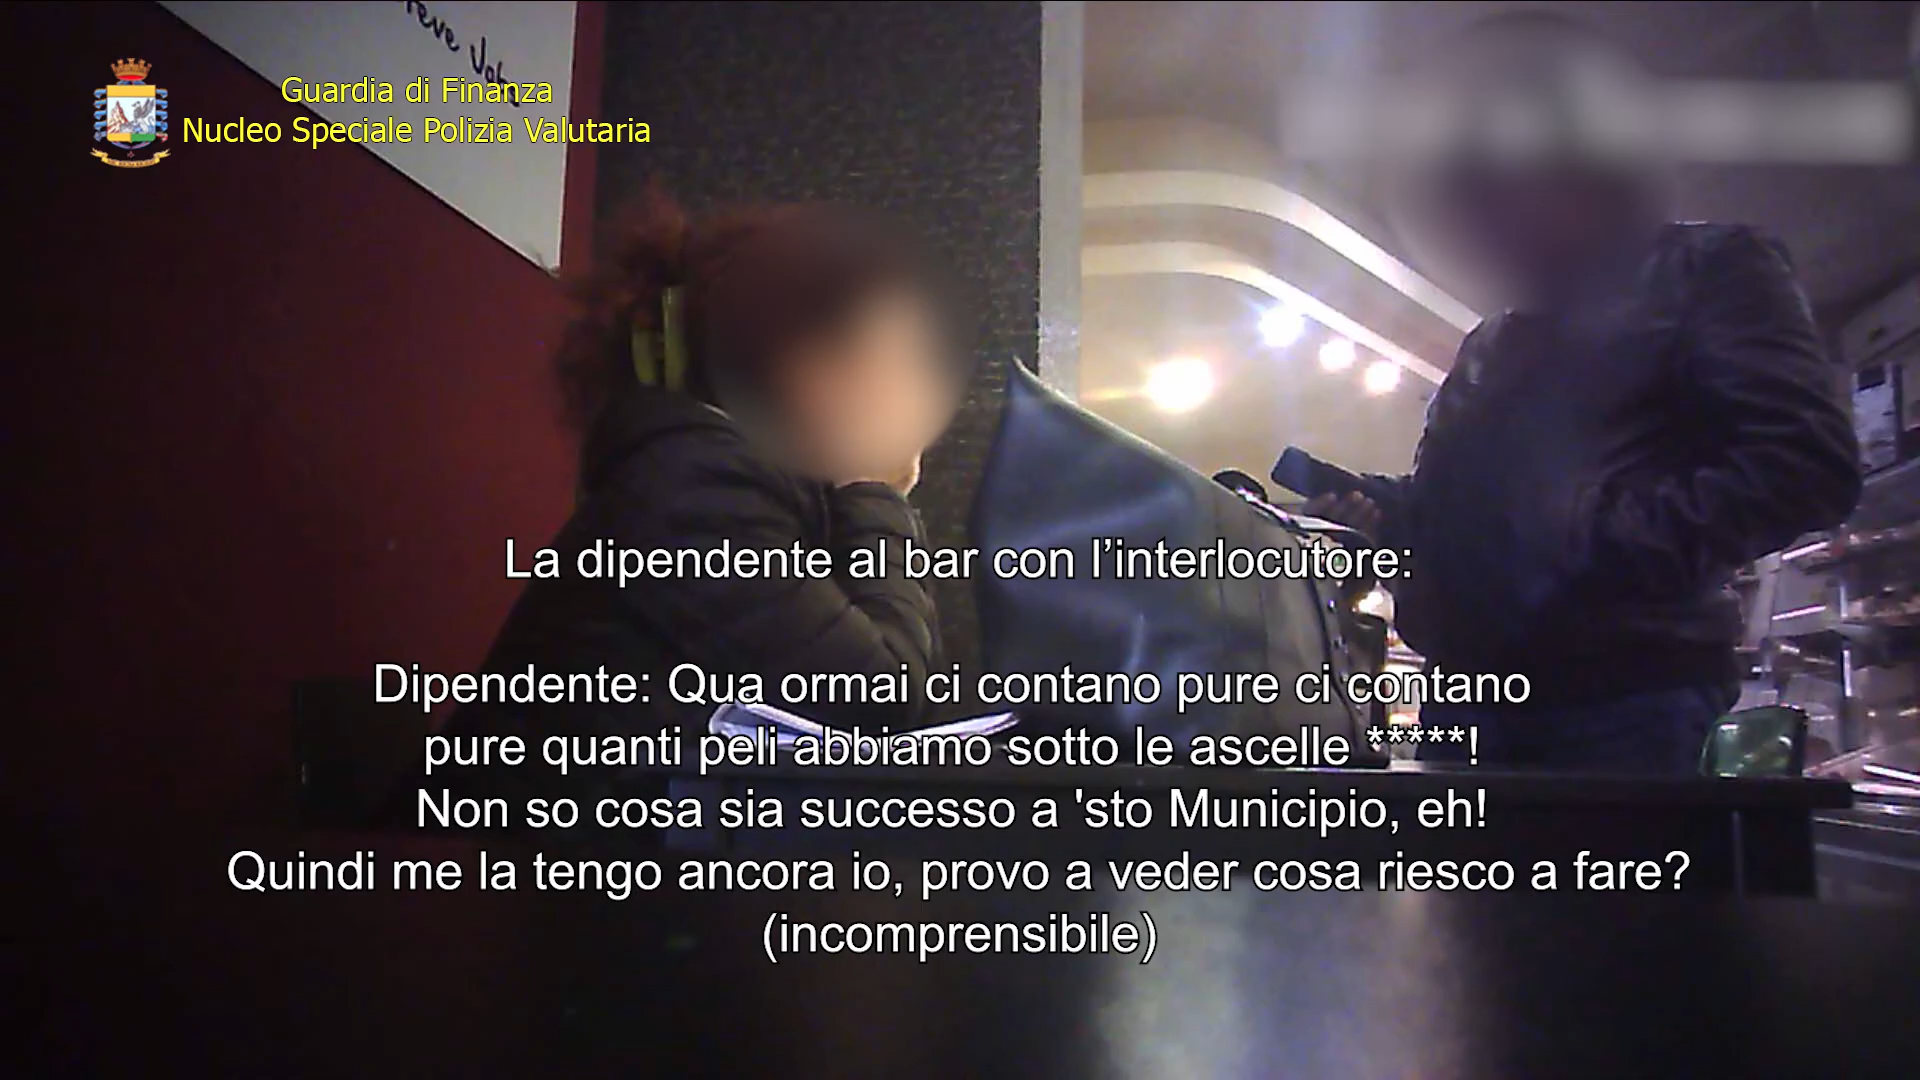 Guardia di Finanza
Nucleo Speciale Polizia Valutaria
La dipendente al bar con l’interlocutore:
Dipendente: Qua ormai ci contano pure ci contano
pure quanti peli abbiamo sotto le ascelle *****!
Non so cosa sia successo a 'sto Municipio, eh!
Quindi me la tengo ancora io, provo a veder cosa riesco a fare?
(incomprensibile)